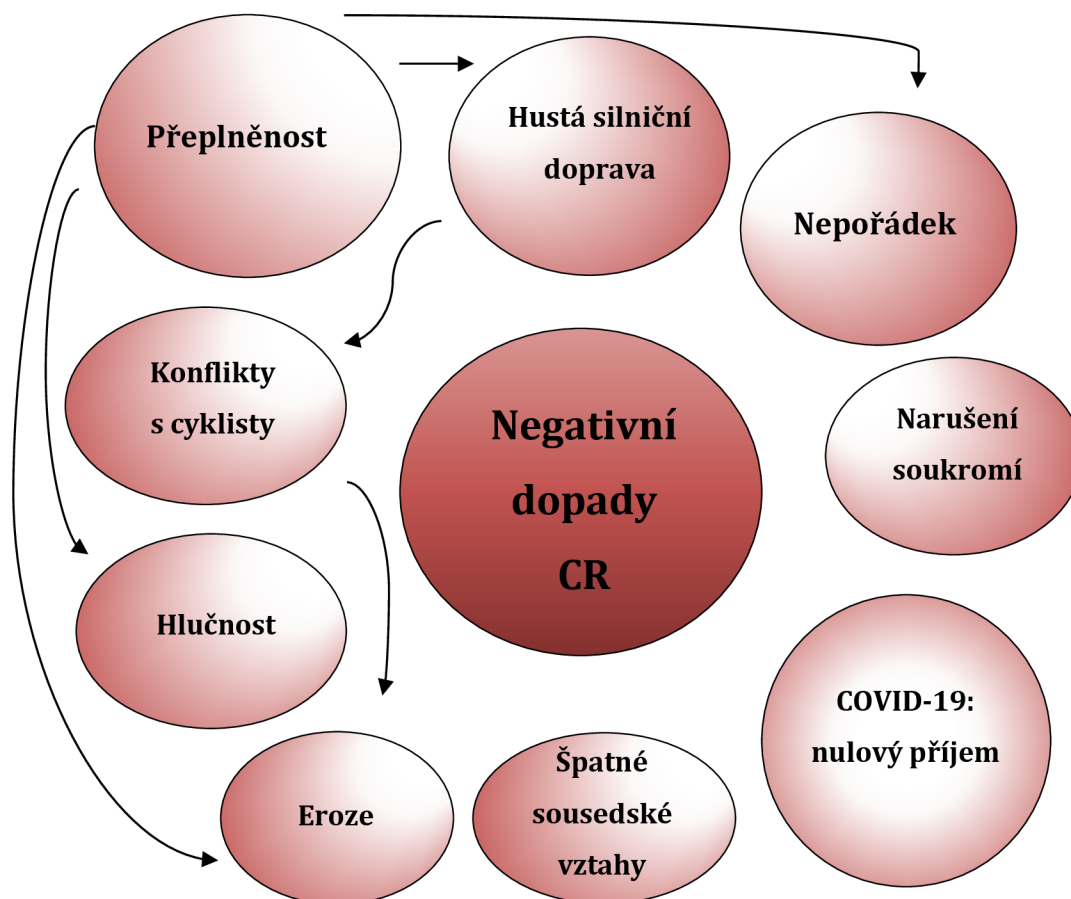 Přeplněnost
Hustá silniční
doprava
Nepořádek
Konflikty
s cyklisty
Negativní
dopady
CR
Narušení
soukromí
Hlučnost
COVID-19:
nulový příjem
Eroze
Špatné
sousedské
vztahy